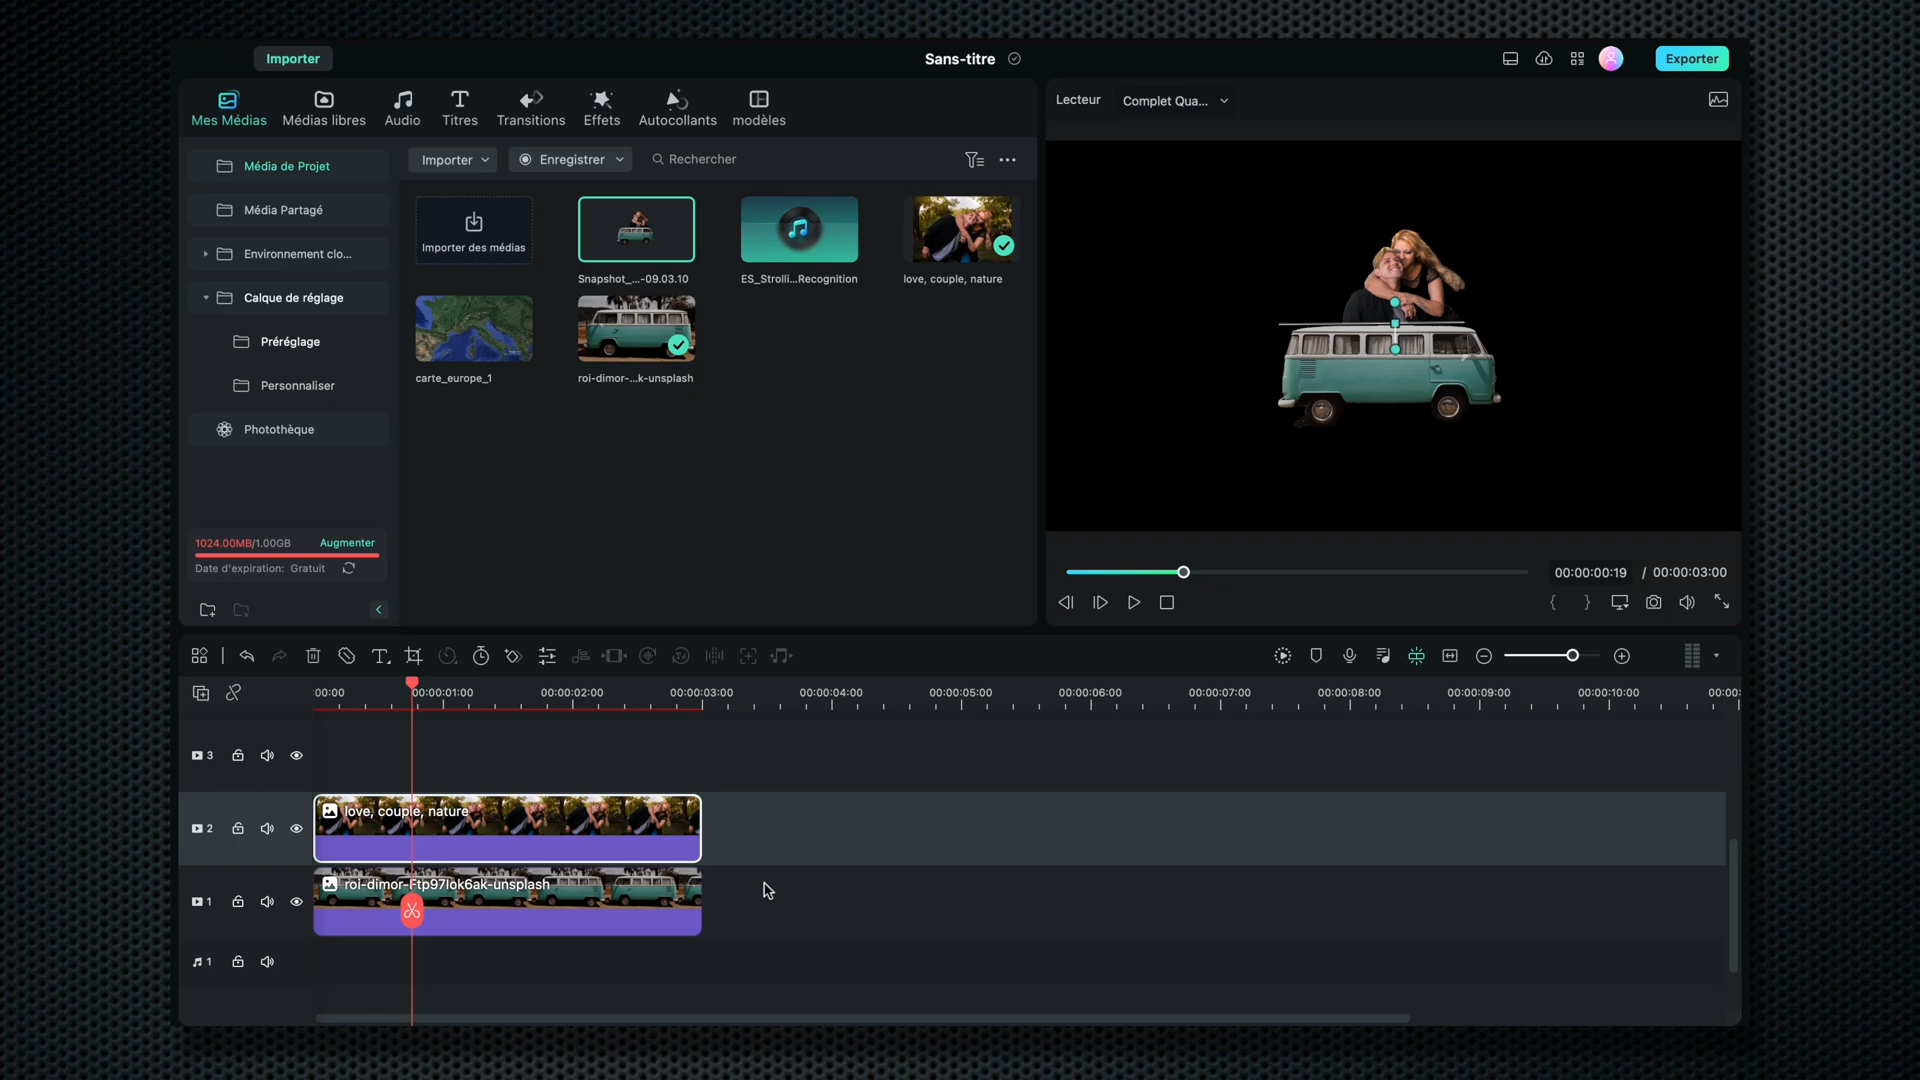 Importer
Sans-titre
Exporter
Mes Médias
Médias libres
Audio
Titres
Transitions
Effets
Autocollants
modèles
Lecteur
Complet Qua...
Média de Projet
Média Partagé
Environnement clo...
Calque de réglage
Préréglage
Personnaliser
Photothèque
1024.00MB/1.00GB
Augmenter
Date d'expiration: Gratuit
Importer
Enregistrer
Rechercher
Importer des médias
Snapshot_...-09.03.10
ES_Strolli...Recognition
love, couple, nature
carte_europe_1
roi-dimor-...k-unsplash
00:00:00:19 / 00:00:03:00
:00:00
00:00:01:00
00:00:02:00
00:00:03:00
00:00:04:00
00:00:05:00
00:00:06:00
00:00:07:00
00:00:08:00
00:00:09:00
00:00:10:00
00:00:
3
2
love, couple, nature
1
roi-dimor-Ftp97lok6ak-unsplash
1